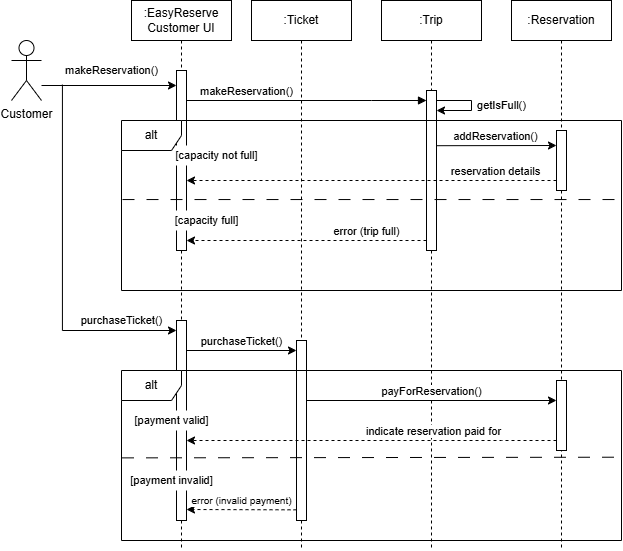 :EasyReserve
Customer UI
:Ticket
:Trip
:Reservation
makeReservation()
makeReservation()
getIsFull()
Customer
alt
addReservation()
[capacity not full]
reservation details
[capacity full]
error (trip full)
purchaseTicket()
purchaseTicket()
alt
payForReservation()
[payment valid]
indicate reservation paid for
[payment invalid]
error (invalid payment)